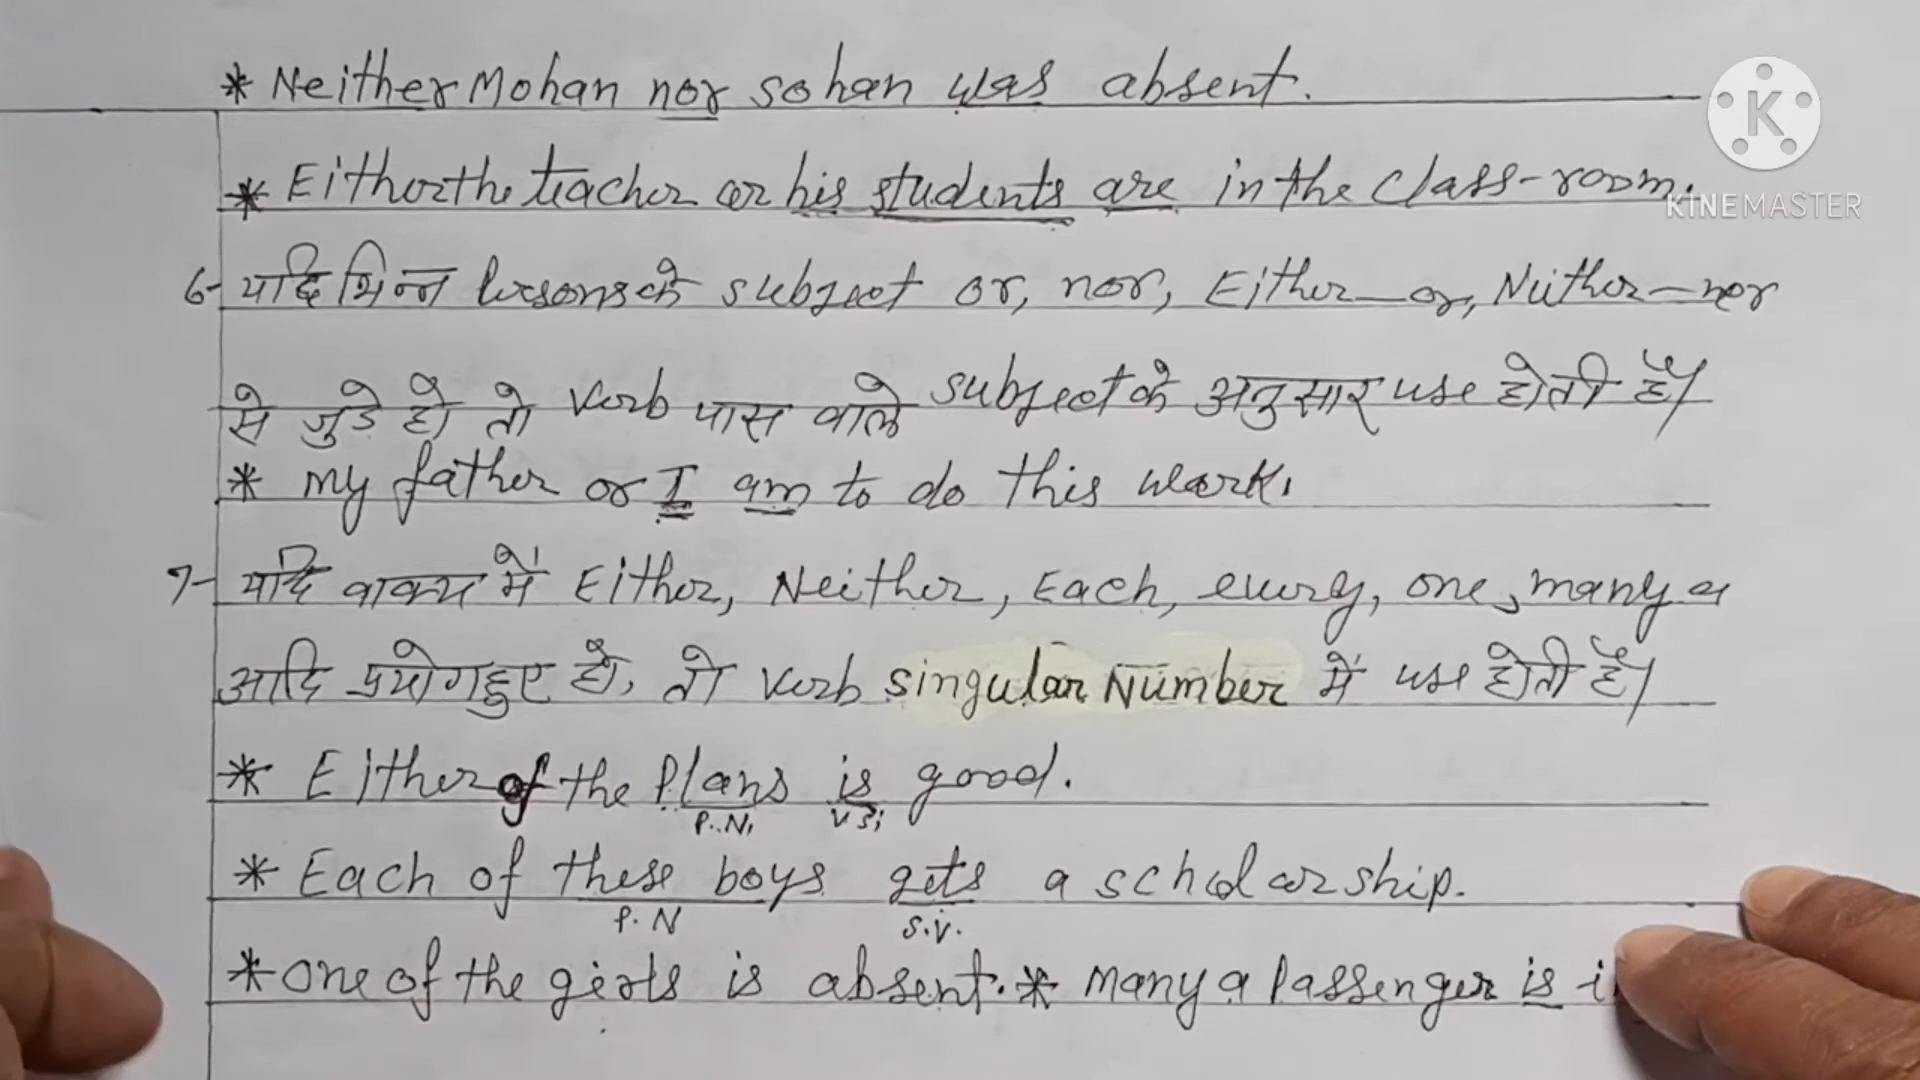 * Neither Mohan nor sohan was absent.
* Either the teacher or his students are in the class-room.
K
KINEMASTER
6- यदि भिन्न Persons के subject or, nor, Either—or, Neither—nor
से जुडे हो तो verb पास वाले subject के अनुसार use होती है।
* my father or I am to do this work.
7- यदि वाक्य में Either, Neither, Each, every, one, many a
आदि प्रयोग हुए हो, तो verb singular Number में use होती है।
* Either of the Plans is good.
P.N. V.S.
* Each of these boys gets a scholarship.
P.N S.V.
* One of the girls is absent. * Many a Passenger is